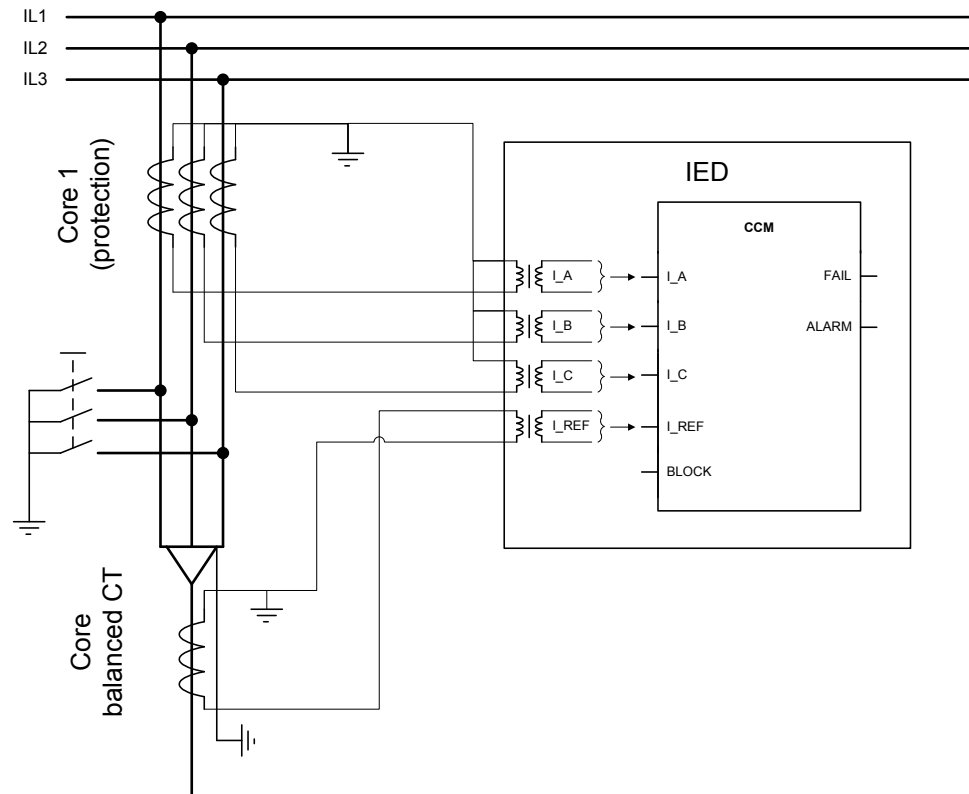 IL1
IL2
IL3
Core 1
(protection)
IED
CCM
I_A
I_A
FAIL
I_B
I_B
ALARM
I_C
I_C
I_REF
I_REF
BLOCK
Core
balanced CT